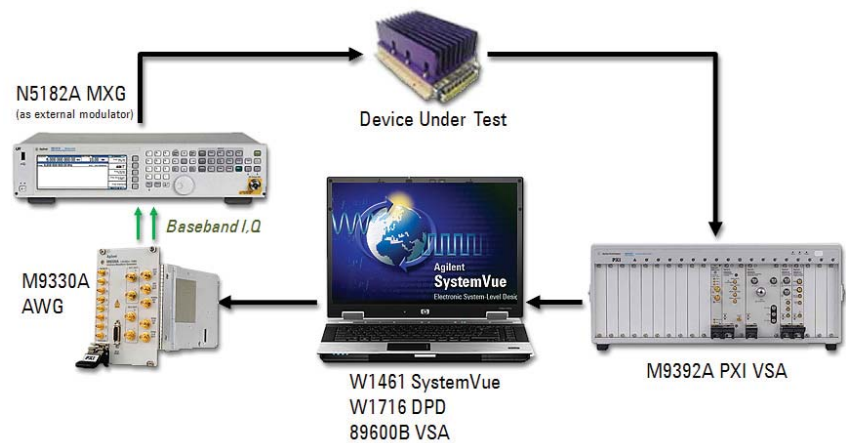 N5182A MXG
(as external modulator)
Device Under Test
Baseband I,Q
M9330A
AWG
Agilent
SystemVue
Electronic System-Level Desig
W1461 SystemVue
W1716 DPD
89600B VSA
PXI
M9392A PXI VSA